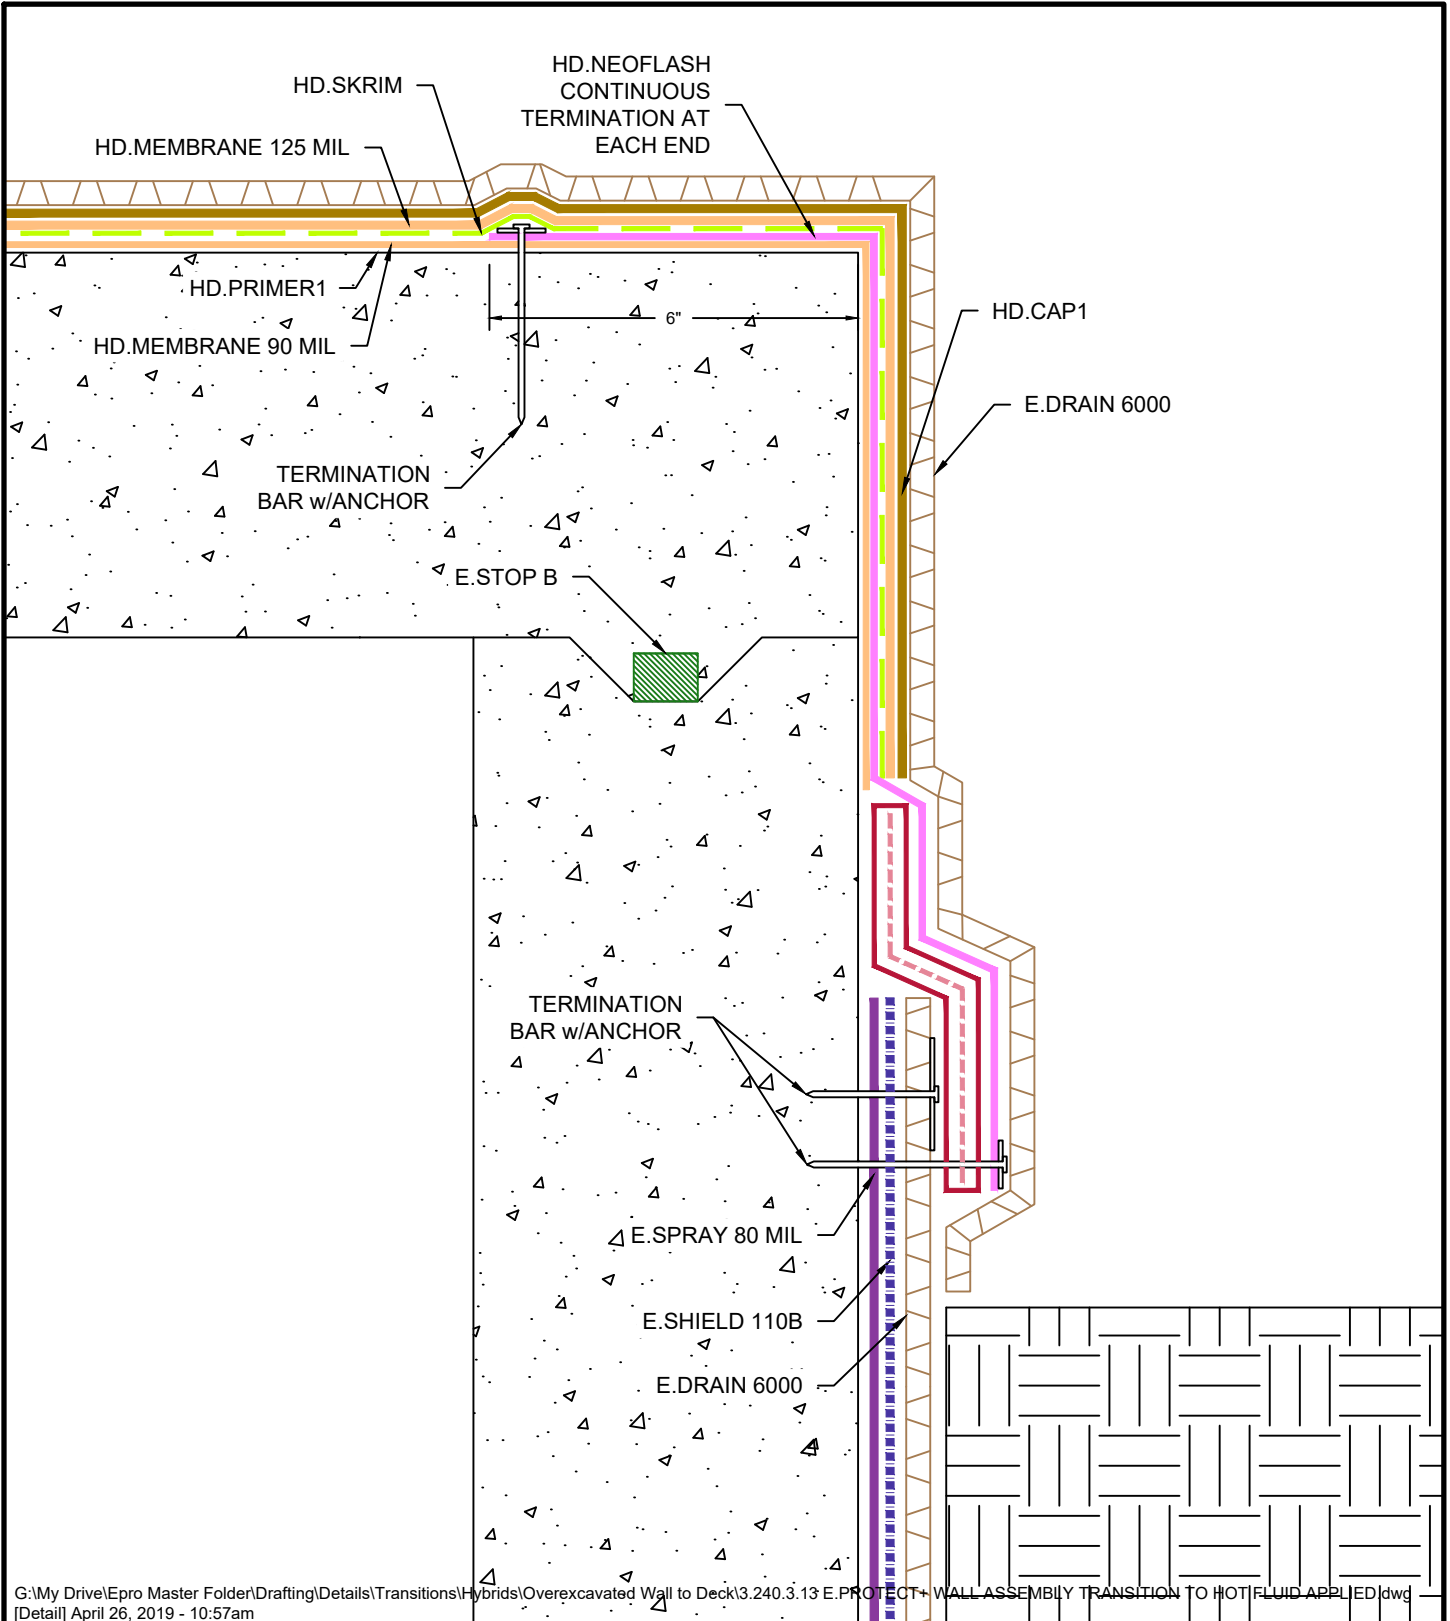 HD.SKRIM
HD.NEOFLASH
CONTINUOUS
TERMINATION AT
EACH END
HD.MEMBRANE 125 MIL
HD.PRIMER1
HD.MEMBRANE 90 MIL
6"
HD.CAP1
E.DRAIN 6000
TERMINATION
BAR w/ANCHOR
E.STOP B
TERMINATION
BAR w/ANCHOR
E.SPRAY 80 MIL
E.SHIELD 110B
E.DRAIN 6000
G:\My Drive\Epro Master Folder\Drafting\Details\Transitions\Hybrids\Overexcavated Wall to Deck\3.240.3.13 E.PROTECT+ WALL ASSEMBLY TRANSITION TO HOT FLUID APPLIED.dwg
[Detail] April 26, 2019 - 10:57am